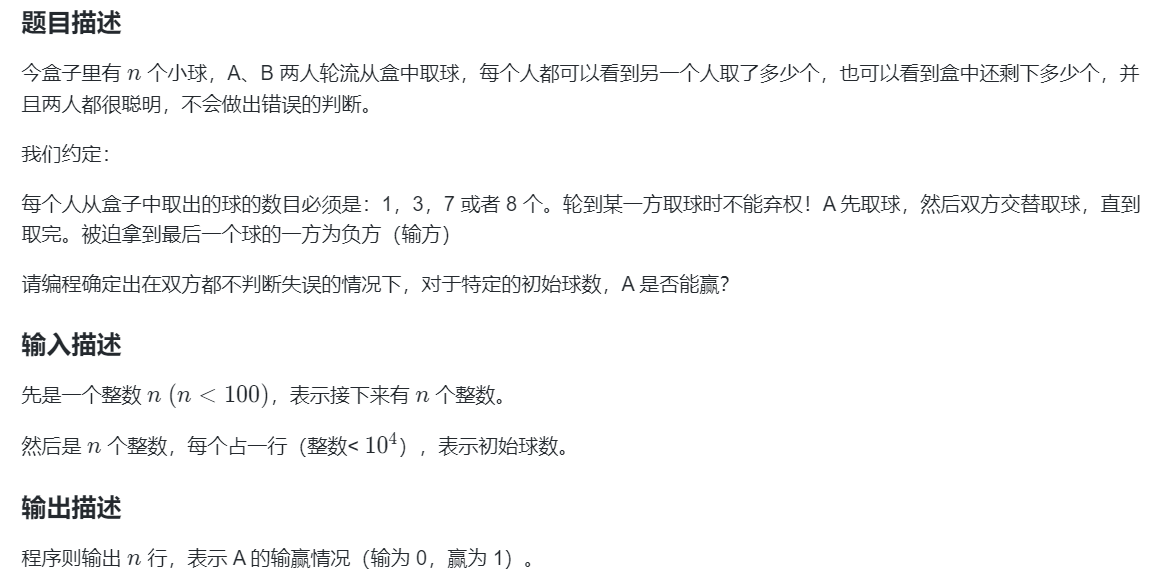 题目描述
今盒子里有 n 个小球，A、B 两人轮流从盒中取球，每个人都可以看到另一个人取了多少个，也可以看到盒中还剩下多少个，并
且两人都很聪明，不会做出错误的判断。
我们约定：
每个人从盒子中取出的球的数目必须是：1，3，7 或者 8 个。轮到某一方取球时不能弃权！A 先取球，然后双方交替取球，直到
取完。被迫拿到最后一个球的一方为负方（输方）
请编程确定出在双方都不判断失误的情况下，对于特定的初始球数，A 是否能赢？
输入描述
先是一个整数 n (n < 100)，表示接下来有 n 个整数。
然后是 n 个整数，每个占一行（整数< 10⁴），表示初始球数。
输出描述
程序则输出 n 行，表示 A 的输赢情况（输为 0，赢为 1）。